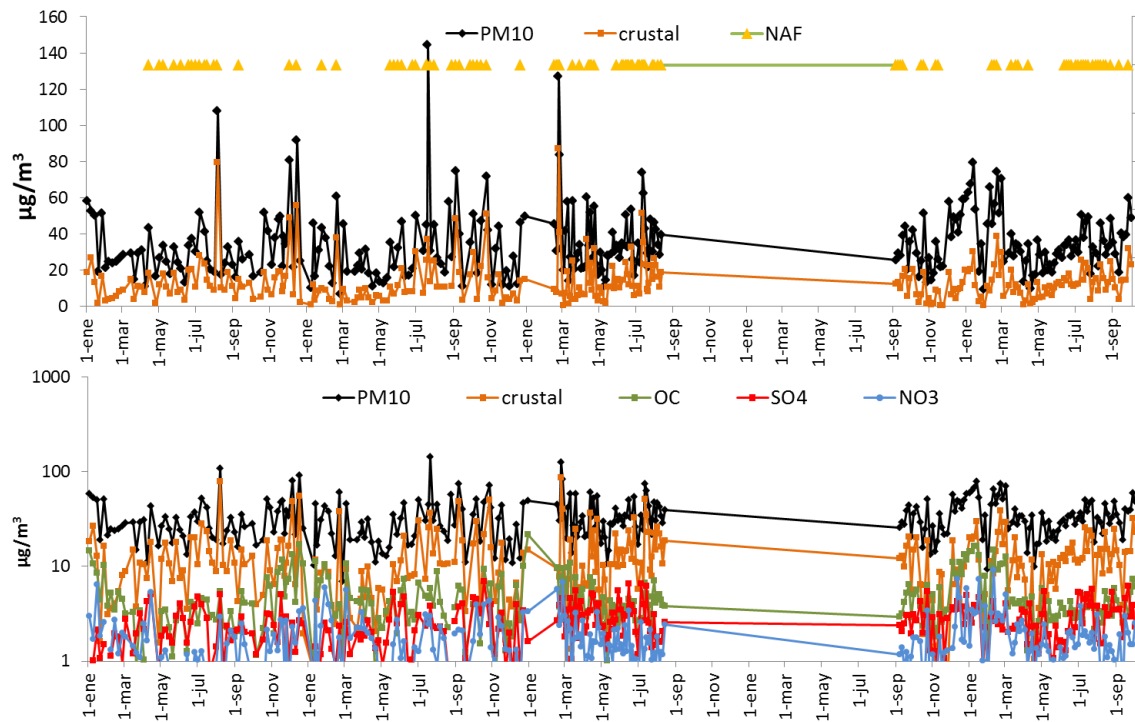 160
140
120
100
80
60
40
20
0
µg/m³
PM10 crustal NAF
1-ene 1-mar 1-may 1-jul 1-sep 1-nov 1-ene 1-mar 1-may 1-jul 1-sep 1-nov 1-ene 1-mar 1-may 1-jul 1-sep 1-nov 1-ene 1-mar 1-may 1-jul 1-sep 1-nov 1-ene 1-mar 1-may 1-jul 1-sep
1000
100
10
1
µg/m³
PM10 crustal OC SO4 NO3
1-ene 1-mar 1-may 1-jul 1-sep 1-nov 1-ene 1-mar 1-may 1-jul 1-sep 1-nov 1-ene 1-mar 1-may 1-jul 1-sep 1-nov 1-ene 1-mar 1-may 1-jul 1-sep 1-nov 1-ene 1-mar 1-may 1-jul 1-sep